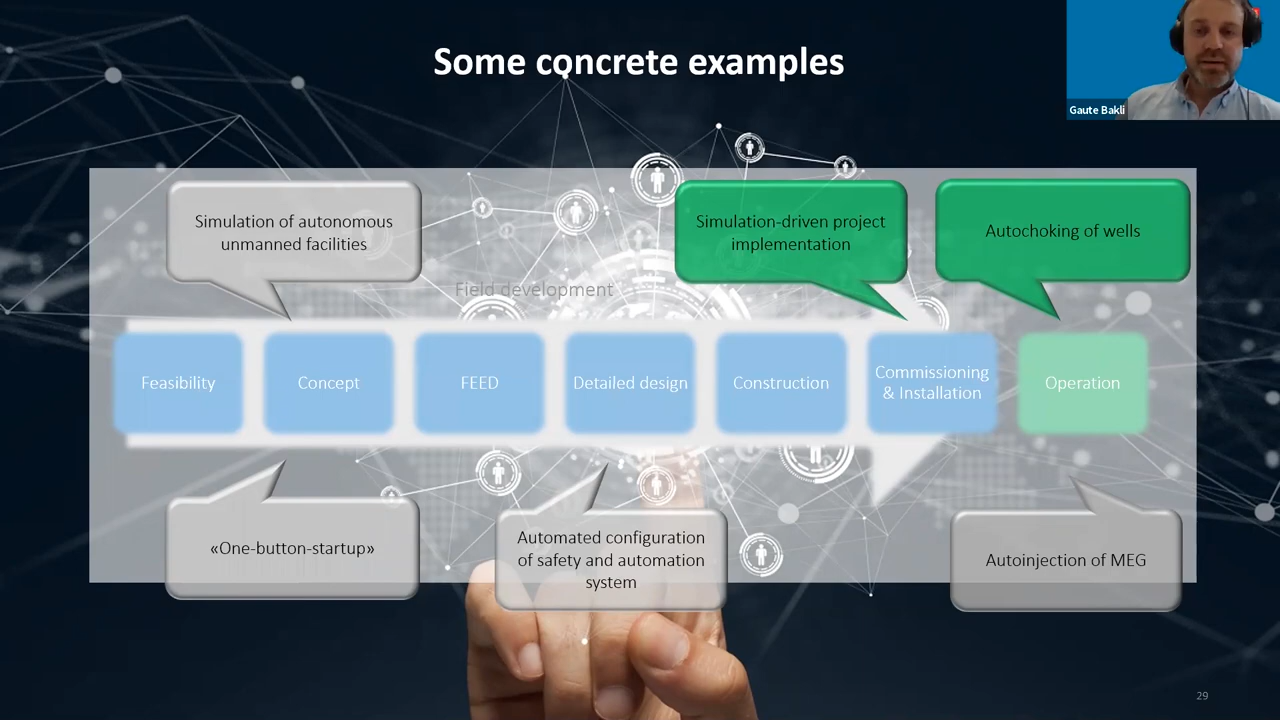 Some concrete examples
Gaute Bakli
Simulation of autonomous
unmanned facilities
Simulation-driven project
implementation
Autochoking of wells
Field development
Feasibility
Concept
FEED
Detailed design
Construction
Commissioning
& Installation
Operation
«One-button-startup»
Automated configuration
of safety and automation
system
Autoinjection of MEG
29